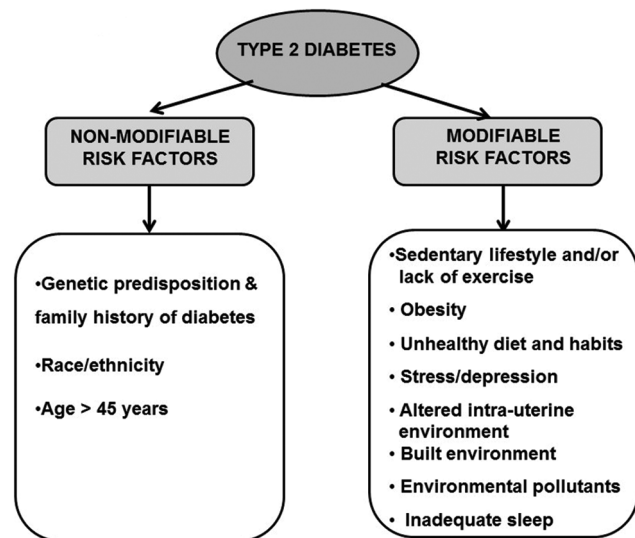 TYPE 2 DIABETES
NON-MODIFIABLE
RISK FACTORS
•Genetic predisposition &
family history of diabetes
•Race/ethnicity
•Age > 45 years
MODIFIABLE
RISK FACTORS
•Sedentary lifestyle and/or
lack of exercise
• Obesity
• Unhealthy diet and habits
• Stress/depression
• Altered intra-uterine
environment
• Built environment
• Environmental pollutants
• Inadequate sleep